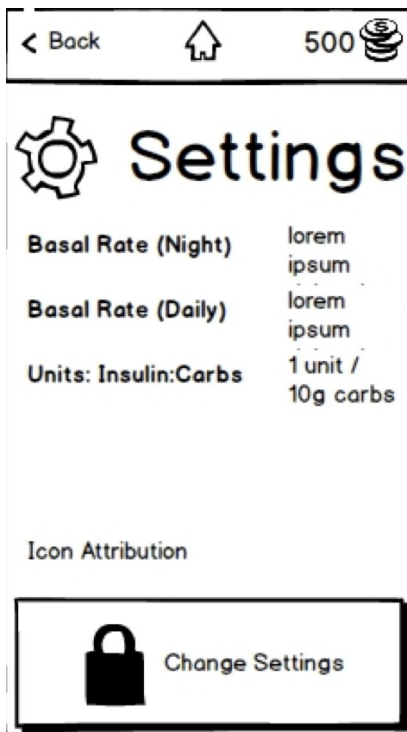 < Back
500
Settings
Basal Rate (Night)
lorem
ipsum
Basal Rate (Daily)
lorem
ipsum
Units: Insulin:Carbs
1 unit /
10g carbs
Icon Attribution
Change Settings